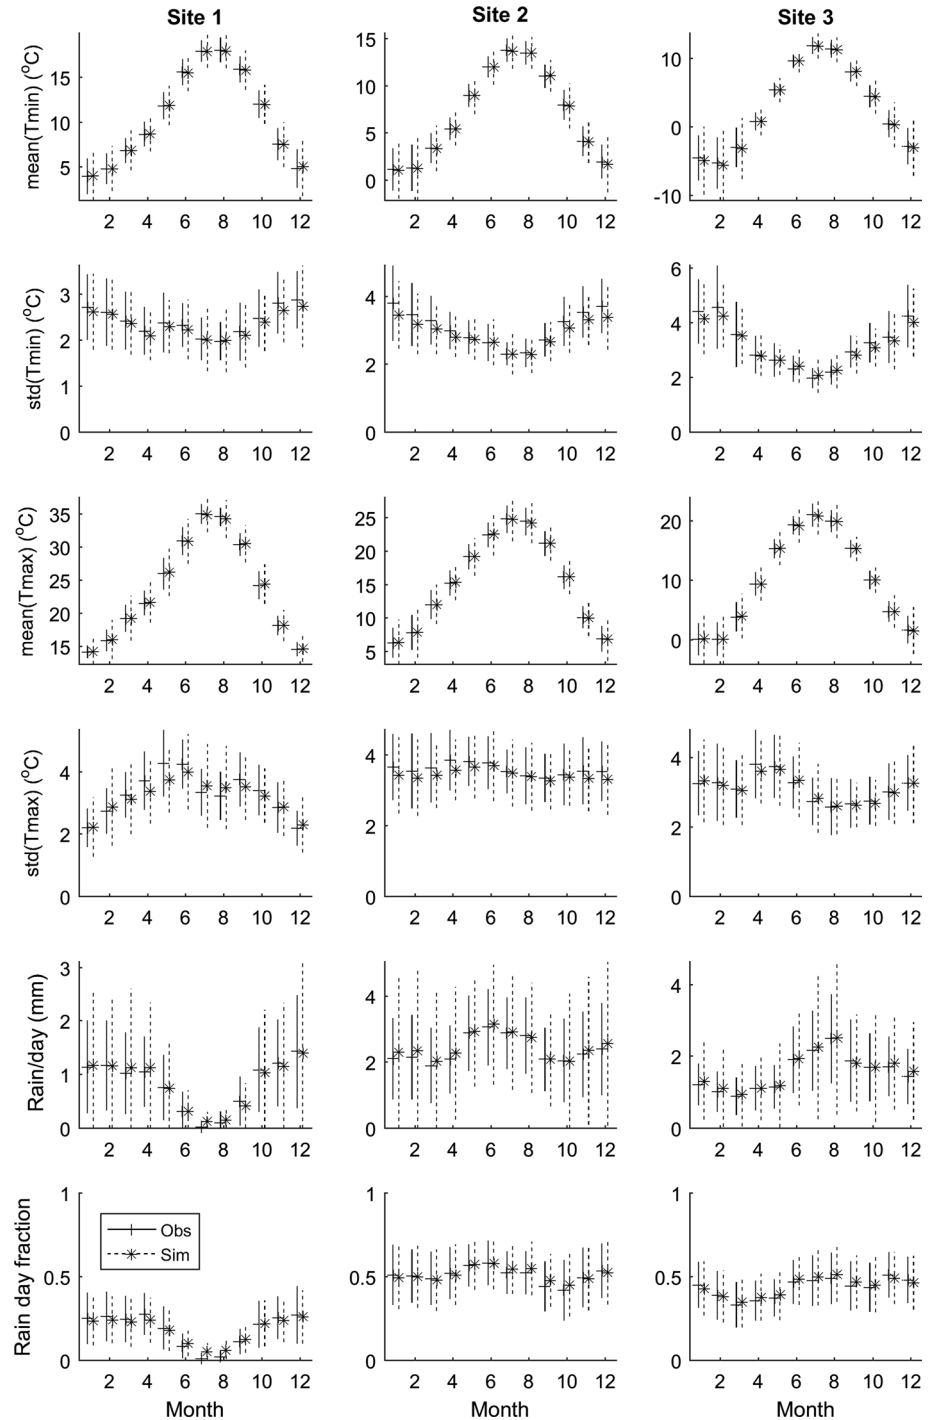 Site 1 Site 2 Site 3
mean(Tmin) (°C)
15
10
5
2 4 6 8 10 12
15
10
5
0
2 4 6 8 10 12
10
0
-10
2 4 6 8 10 12
std(Tmin) (°C)
3
2
1
0
2 4 6 8 10 12
4
2
0
2 4 6 8 10 12
6
4
2
0
2 4 6 8 10 12
mean(Tmax) (°C)
35
30
25
20
15
2 4 6 8 10 12
25
20
15
10
5
2 4 6 8 10 12
20
10
0
2 4 6 8 10 12
std(Tmax) (°C)
4
2
0
2 4 6 8 10 12
4
2
0
2 4 6 8 10 12
4
2
0
2 4 6 8 10 12
Rain/day (mm)
3
2
1
0
2 4 6 8 10 12
4
2
0
2 4 6 8 10 12
4
2
0
2 4 6 8 10 12
Rain day fraction
1
0.5
0
Obs
Sim
2 4 6 8 10 12
Month
1
0.5
0
2 4 6 8 10 12
Month
1
0.5
0
2 4 6 8 10 12
Month